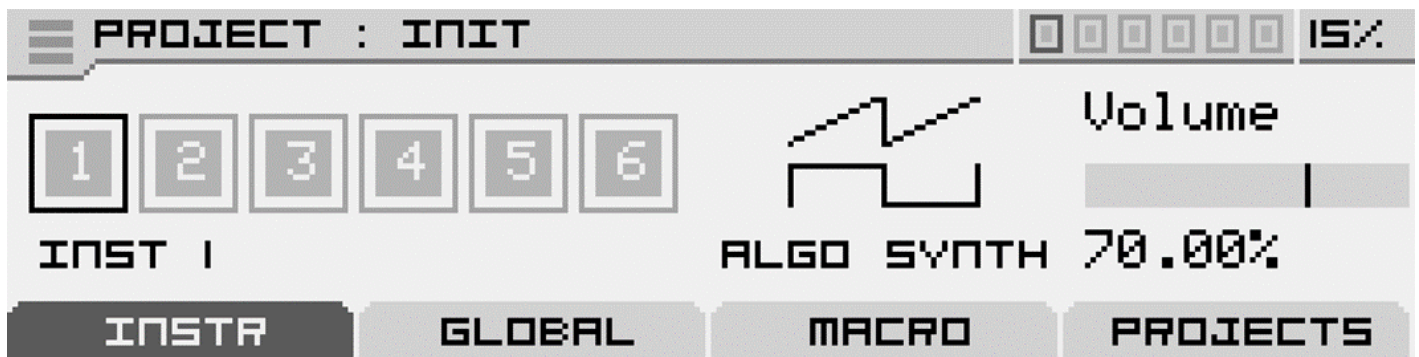 PROJECT : INIT 15%
1 2 3 4 5 6
Volume
INST 1 ALGO SYNTH 70.00%
INSTR GLOBAL MACRO PROJECTS